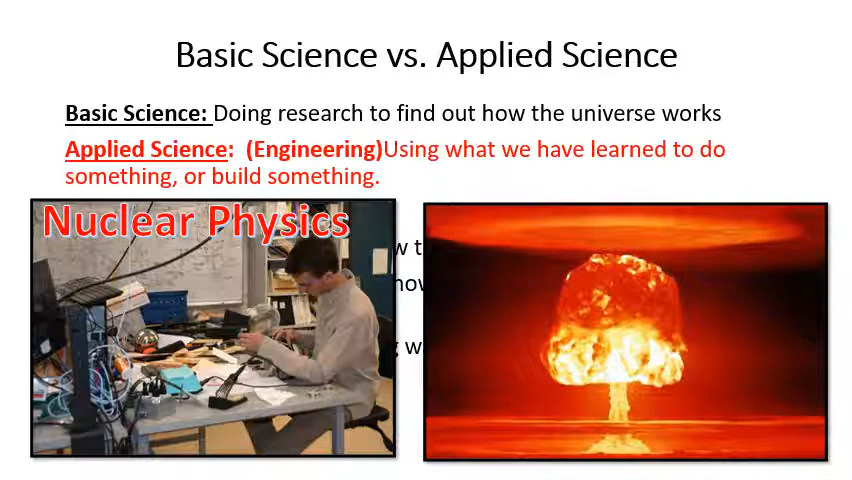 Basic Science vs. Applied Science
Basic Science: Doing research to find out how the universe works
Applied Science:  (Engineering)Using what we have learned to do
something, or build something.
Nuclear Physics